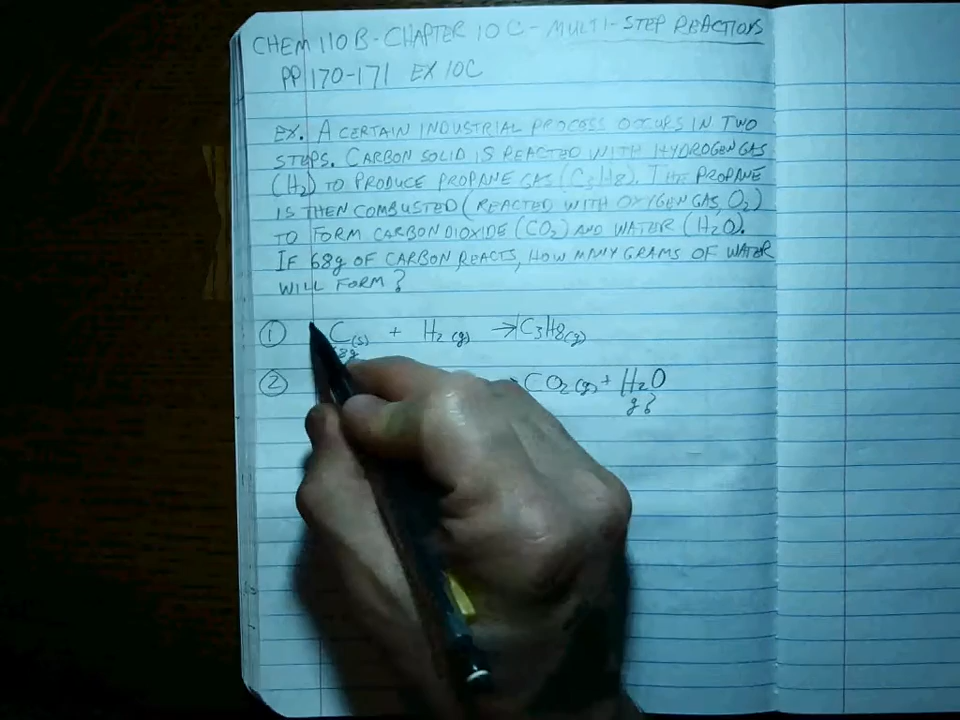 CHEM 110B - CHAPTER 10C - MULTI-STEP REACTIONS
PP 170-171 EX 10C
EX. A CERTAIN INDUSTRIAL PROCESS OCCURS IN TWO
STEPS. CARBON SOLID IS REACTED WITH HYDROGEN GAS
(H2) TO PRODUCE PROPANE GAS (C3H8). THE PROPANE
IS THEN COMBUSTED (REACTED WITH OXYGEN GAS, O2)
TO FORM CARBON DIOXIDE (CO2) AND WATER (H2O).
IF 68g OF CARBON REACTS, HOW MANY GRAMS OF WATER
WILL FORM?
① C(s) + H2(g) → C3H8(g)
② CO2(g) + H2O
g?